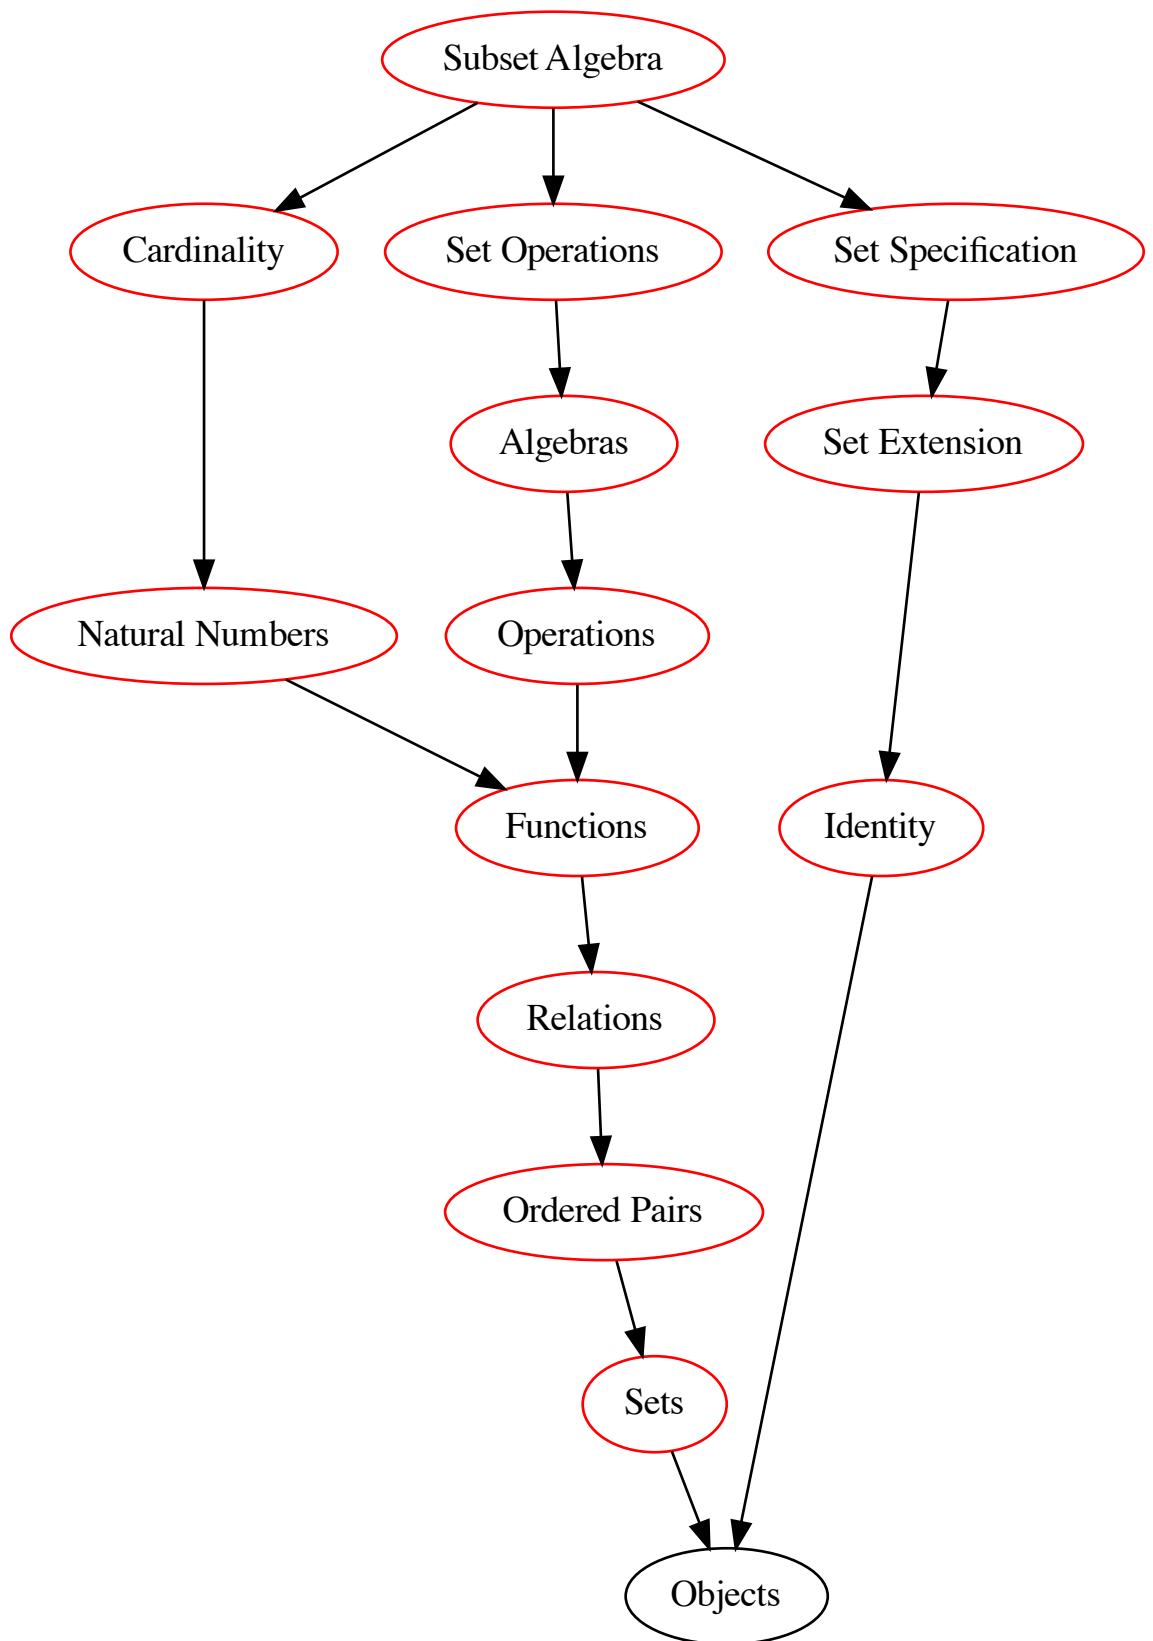 Subset Algebra
Cardinality
Set Operations
Set Specification
Algebras
Set Extension
Natural Numbers
Operations
Functions
Identity
Relations
Ordered Pairs
Sets
Objects